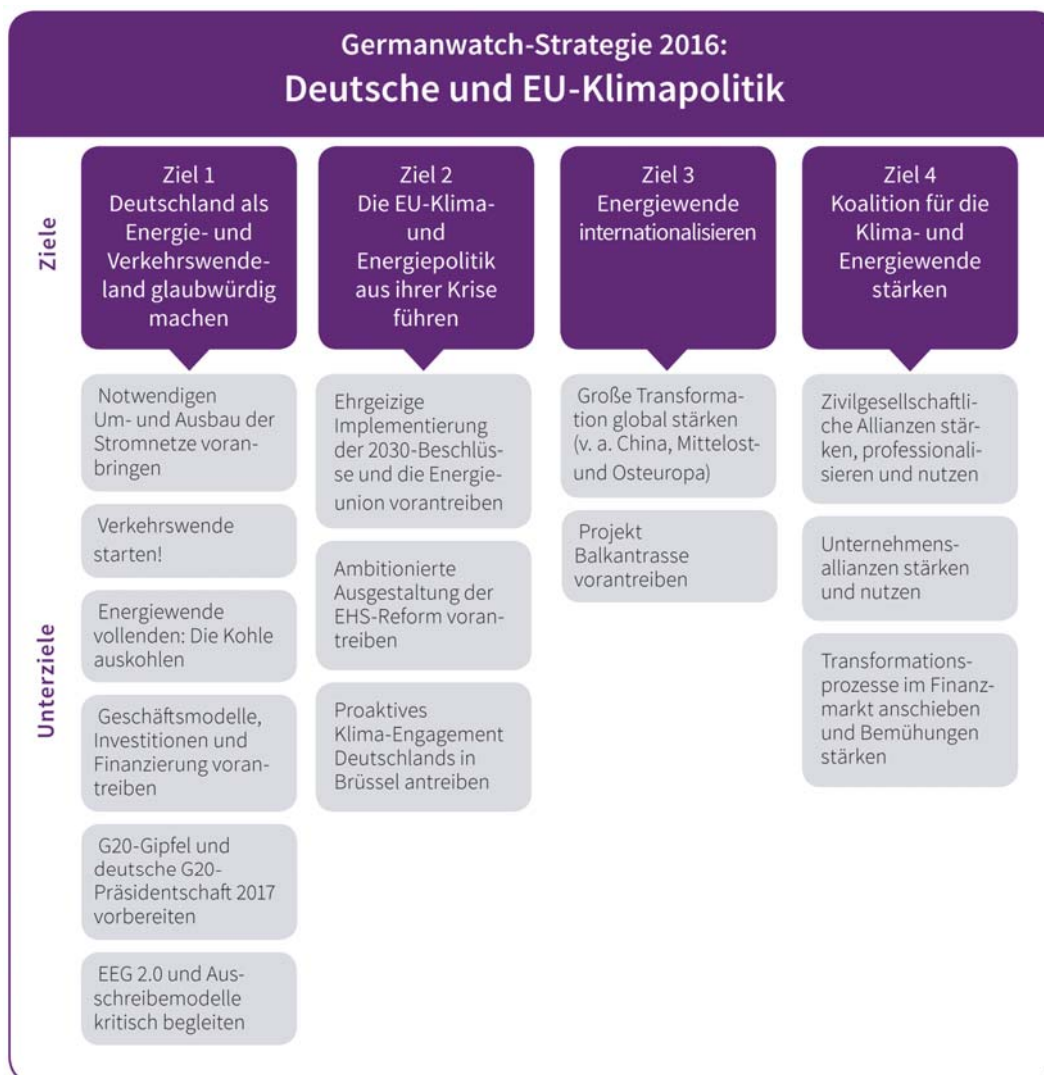 Germanwatch-Strategie 2016:
Deutsche und EU-Klimapolitik
Ziele
Ziel 1
Deutschland als
Energie- und
Verkehrswende-
land glaubwürdig
machen
Ziel 2
Die EU-Klima-
und
Energiepolitik
aus ihrer Krise
führen
Ziel 3
Energiewende
internationalisieren
Ziel 4
Koalition für die
Klima- und
Energiewende
stärken
Unterziele
Notwendigen
Um- und Ausbau der
Stromnetze voran-
bringen
Verkehrswende
starten!
Energiewende
vollenden: Die Kohle
auskohlen
Geschäftsmodelle,
Investitionen und
Finanzierung voran-
treiben
G20-Gipfel und
deutsche G20-
Präsidentschaft 2017
vorbereiten
EEG 2.0 und Aus-
schreibemodelle
kritisch begleiten
Ehrgeizige
Implementierung
der 2030-Beschlüs-
se und die Energie-
union vorantreiben
Ambitionierte
Ausgestaltung der
EHS-Reform voran-
treiben
Proaktives
Klima-Engagement
Deutschlands in
Brüssel antreiben
Große Transforma-
tion global stärken
(v. a. China, Mittelost-
und Osteuropa)
Projekt
Balkantrasse
vorantreiben
Zivilgesellschaftli-
che Allianzen stär-
ken, professionali-
sieren und nutzen
Unternehmens-
allianzen stärken
und nutzen
Transformations-
prozesse im Finanz-
markt anschieben
und Bemühungen
stärken